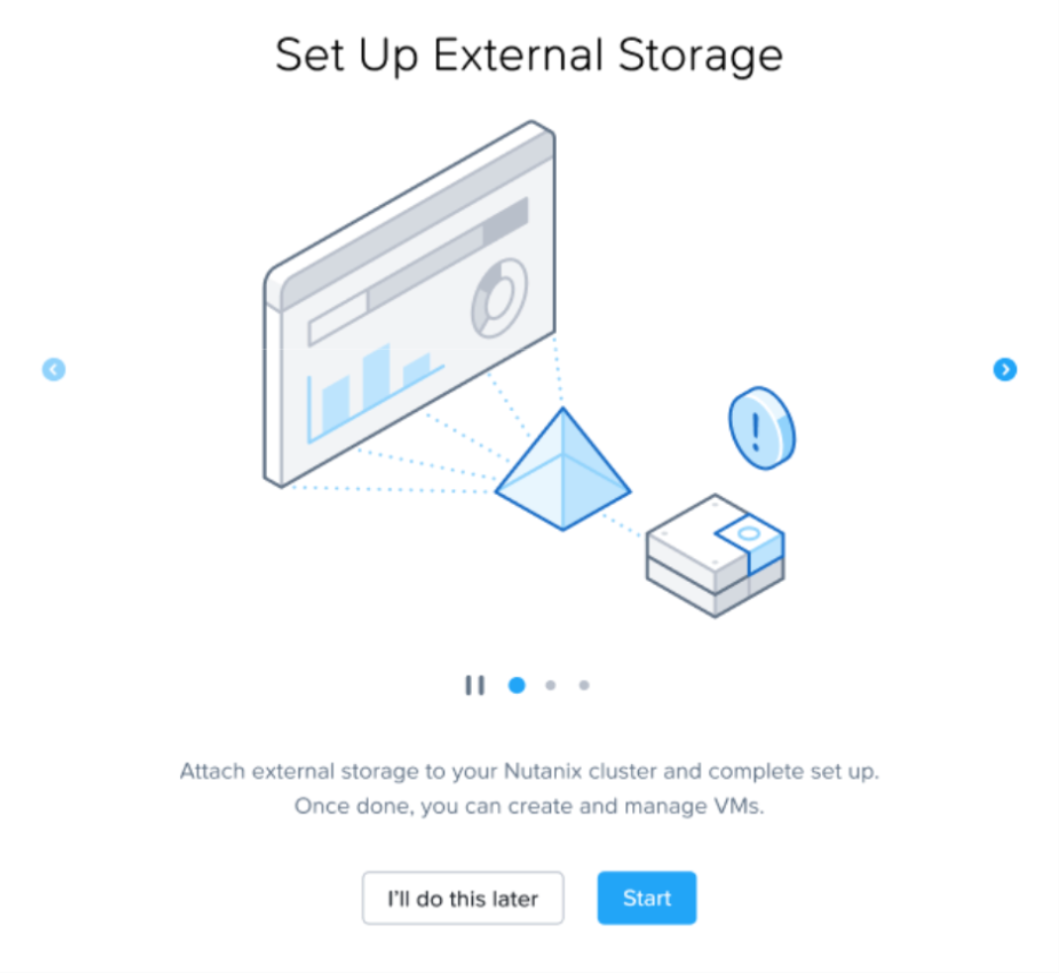 Set Up External Storage
!
Attach external storage to your Nutanix cluster and complete set up.
Once done, you can create and manage VMs.
I'll do this later
Start